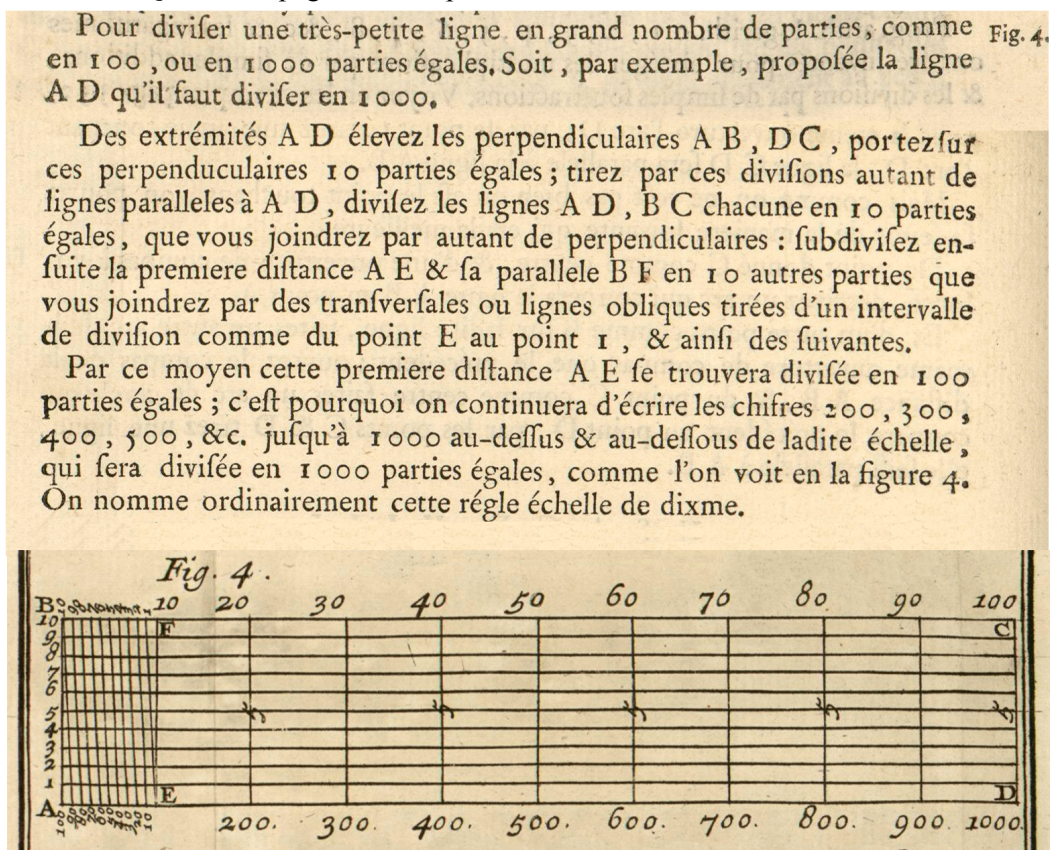 Pour diviſer une très-petite ligne en grand nombre de parties, comme Fig. 4.
en 100, ou en 1000 parties égales. Soit, par exemple, propoſée la ligne
A D qu'il faut diviſer en 1000.
Des extrémités A D élevez les perpendiculaires A B, DC, portez ſur
ces perpenduculaires 10 parties égales; tirez par ces diviſions autant de
lignes paralleles à A D, diviſez les lignes A D, B C chacune en 10 parties
égales, que vous joindrez par autant de perpendiculaires : ſubdiviſez en-
ſuite la premiere diſtance A E & ſa parallele B F en 10 autres parties que
vous joindrez par des tranſverſales ou lignes obliques tirées d'un intervalle
de diviſion comme du point E au point 1, & ainſi des ſuivantes.
Par ce moyen cette premiere diſtance A E ſe trouvera diviſée en 100
parties égales; c'eſt pourquoi on continuera d'écrire les chifres 200, 300,
400, 500, &c. juſqu'à 1000 au-deſſus & au-deſſous de ladite échelle,
qui ſera diviſée en 1000 parties égales, comme l'on voit en la figure 4.
On nomme ordinairement cette régle échelle de dixme.
Fig. 4.
B 10 20 30 40 50 60 70 80 90 100
10
F C
9
8
7
6
5 5 5 5 5 5
4
3
2
1
E D
A
200. 300. 400. 500. 600. 700. 800. 900. 1000.